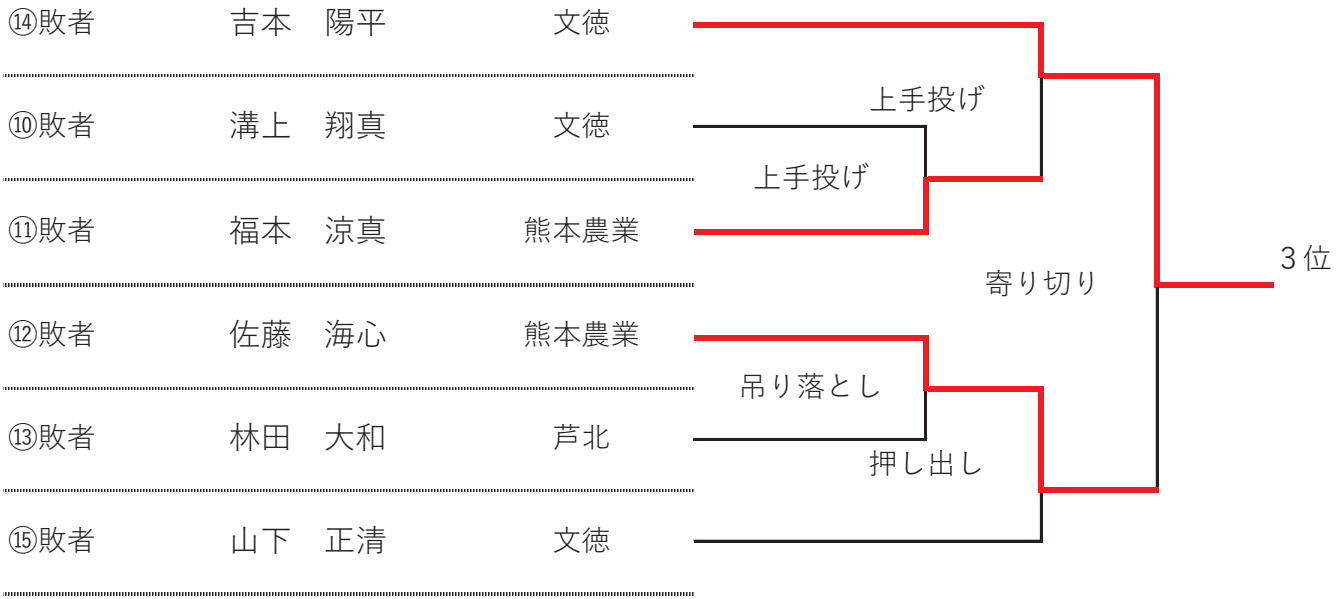 ⑭敗者 吉本 陽平 文徳
上手投げ
⑩敗者 溝上 翔真 文徳
上手投げ
⑪敗者 福本 涼真 熊本農業
3位
寄り切り
⑫敗者 佐藤 海心 熊本農業
吊り落とし
⑬敗者 林田 大和 芦北
押し出し
⑮敗者 山下 正清 文徳